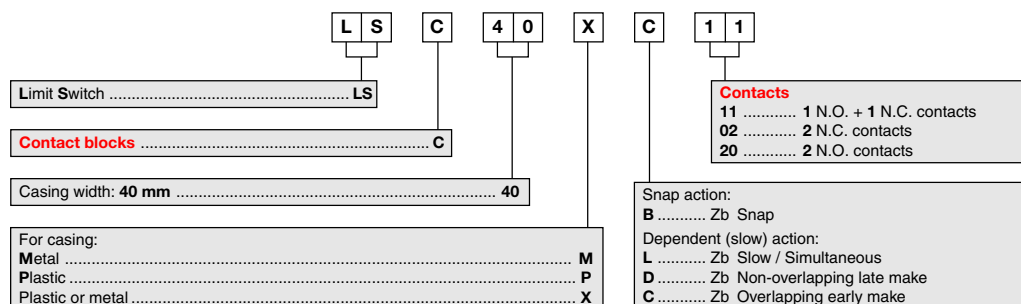 L S C 4 0 X C 1 1
Limit Switch .................................................. LS
Contact blocks ............................................................ C
Casing width: 40 mm .................................................................. 40
For casing:
Metal ................................................................................................ M
Plastic .............................................................................................. P
Plastic or metal ................................................................................ X
Contacts
11 ............ 1 N.O. + 1 N.C. contacts
02 ............ 2 N.C. contacts
20 ............ 2 N.O. contacts
Snap action:
B ........... Zb Snap
Dependent (slow) action:
L .......... Zb Slow / Simultaneous
D .......... Zb Non-overlapping late make
C .......... Zb Overlapping early make